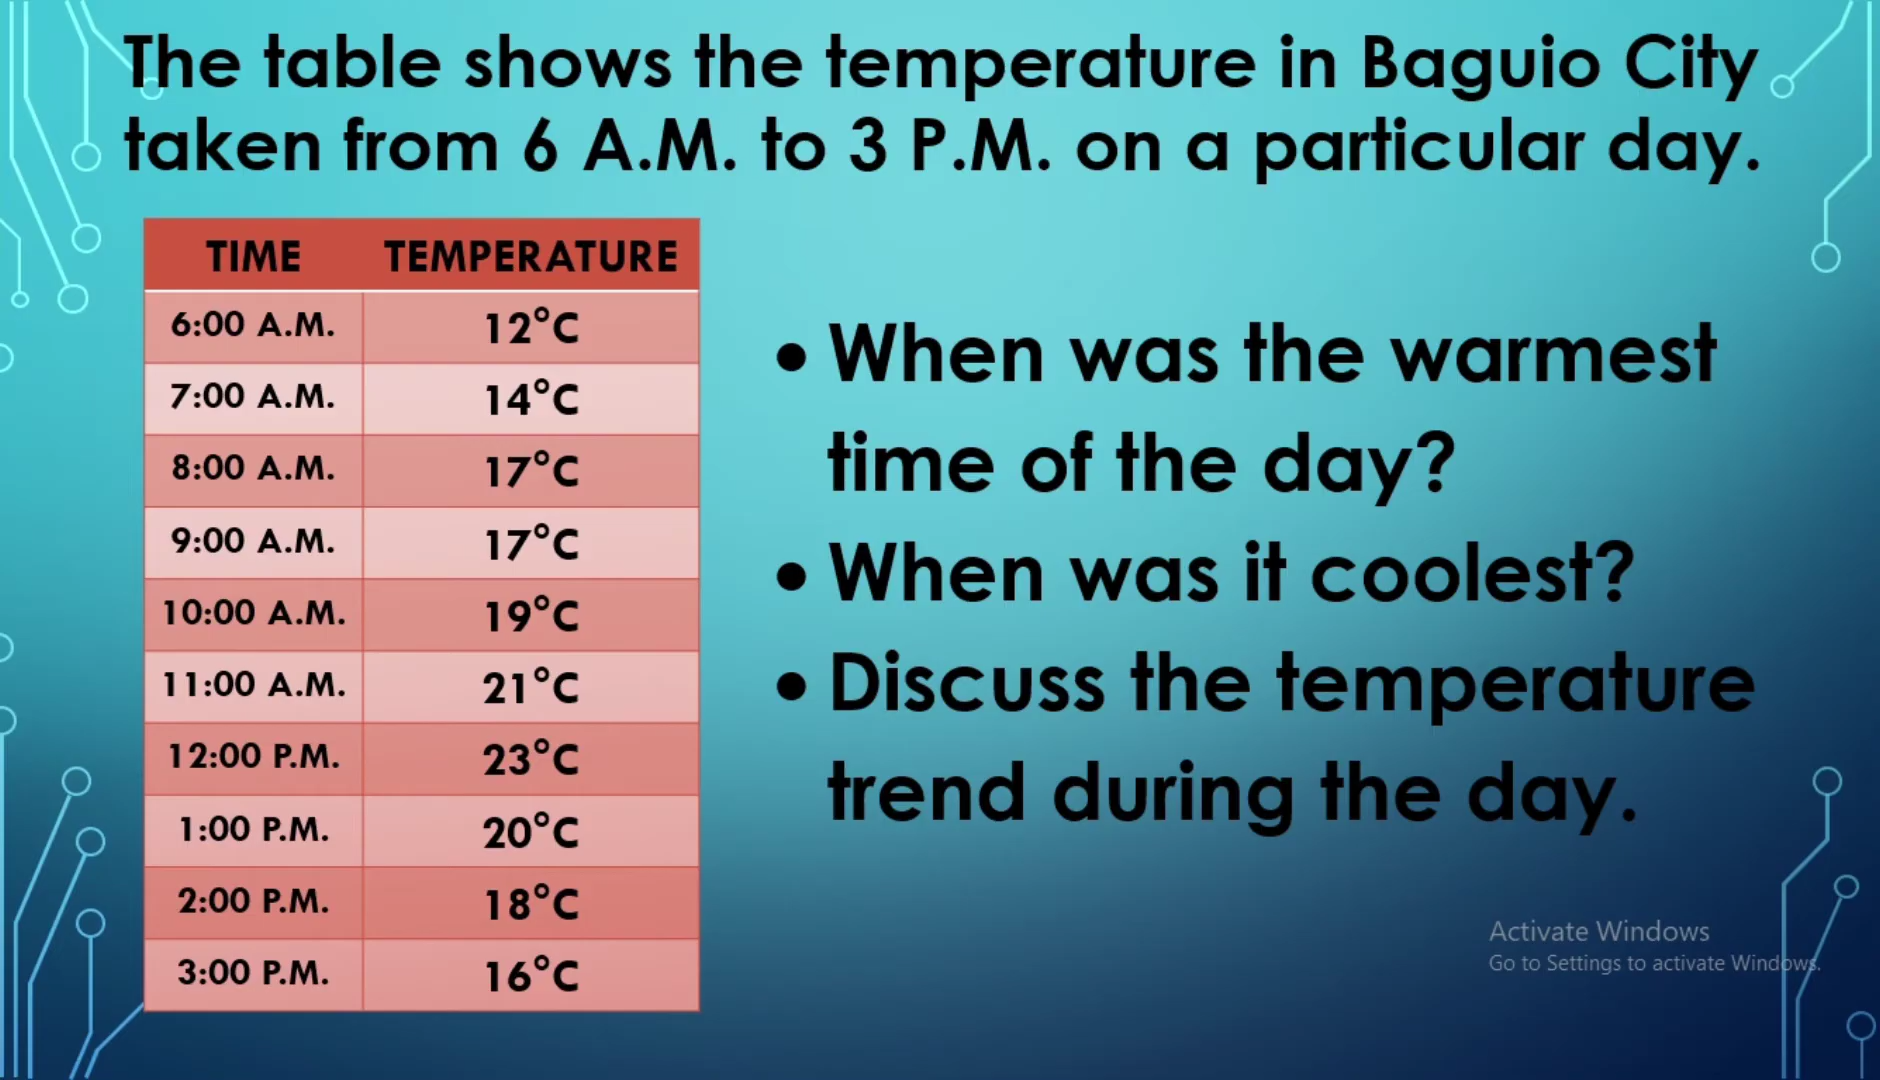 The table shows the temperature in Baguio City
taken from 6 A.M. to 3 P.M. on a particular day.
TIME TEMPERATURE
6:00 A.M. 12°C
7:00 A.M. 14°C
8:00 A.M. 17°C
9:00 A.M. 17°C
10:00 A.M. 19°C
11:00 A.M. 21°C
12:00 P.M. 23°C
1:00 P.M. 20°C
2:00 P.M. 18°C
3:00 P.M. 16°C
• When was the warmest
time of the day?
• When was it coolest?
• Discuss the temperature
trend during the day.
Activate Windows
Go to Settings to activate Windows.